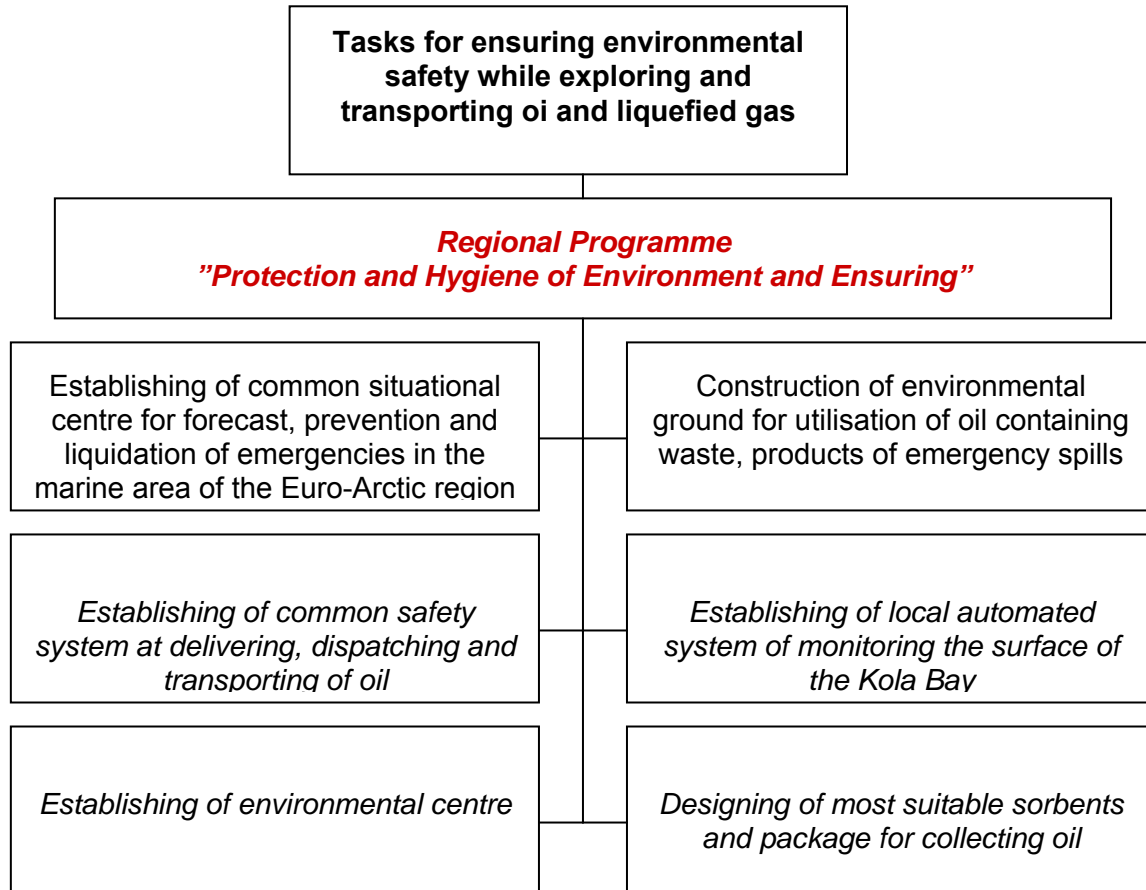 Tasks for ensuring environmental
safety while exploring and
transporting oi and liquefied gas
Regional Programme
”Protection and Hygiene of Environment and Ensuring”
Establishing of common situational
centre for forecast, prevention and
liquidation of emergencies in the
marine area of the Euro-Arctic region
Construction of environmental
ground for utilisation of oil containing
waste, products of emergency spills
Establishing of common safety
system at delivering, dispatching and
transporting of oil
Establishing of local automated
system of monitoring the surface of
the Kola Bay
Establishing of environmental centre
Designing of most suitable sorbents
and package for collecting oil